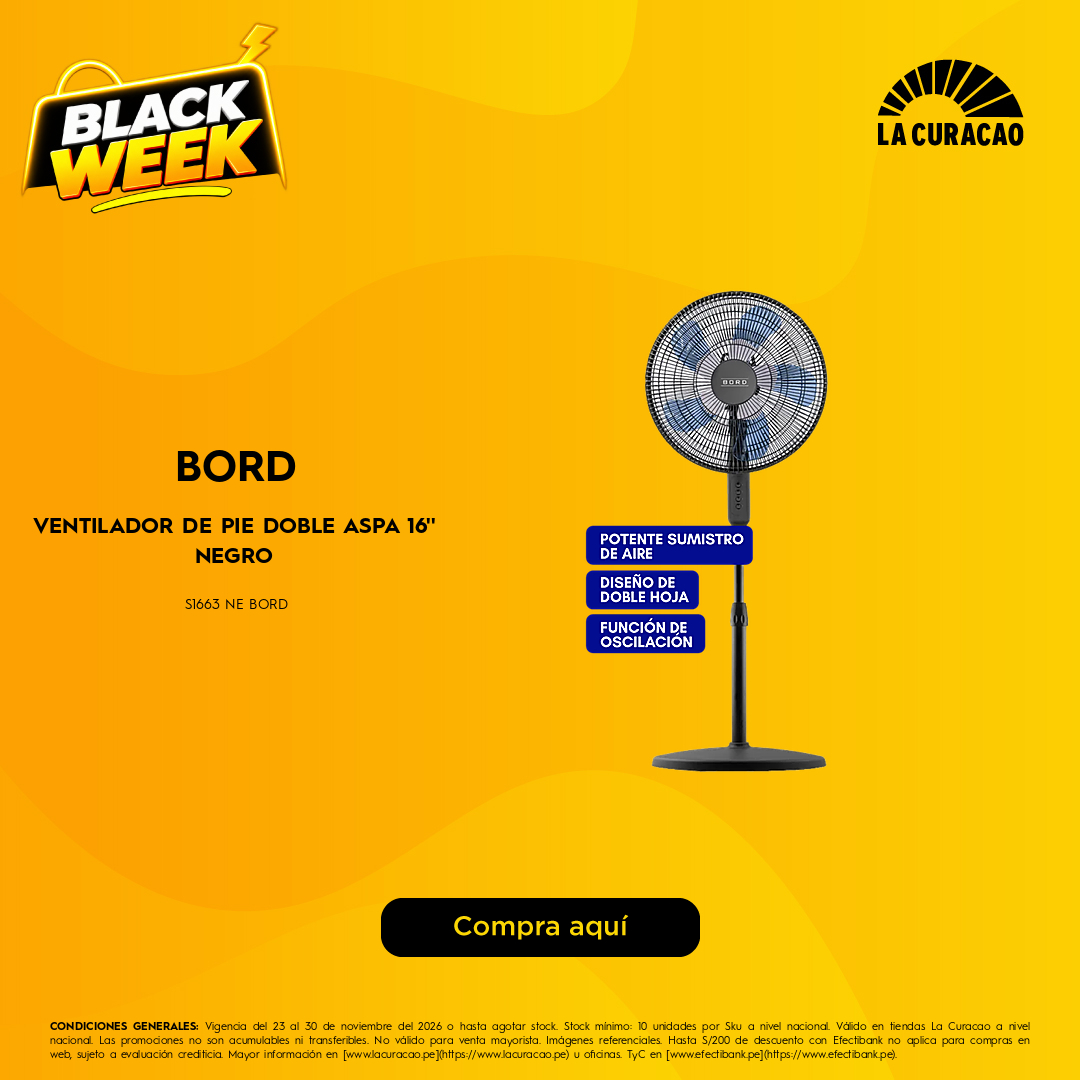 BLACK
WEEK
LA CURACAO
BORD
BORD
VENTILADOR DE PIE DOBLE ASPA 16"
NEGRO
S1663 NE BORD
POTENTE SUMISTRO
DE AIRE
DISEÑO DE
DOBLE HOJA
FUNCIÓN DE
OSCILACIÓN
Compra aquí
CONDICIONES GENERALES: Vigencia del 23 al 30 de noviembre del 2026 o hasta agotar stock. Stock mínimo: 10 unidades por Sku a nivel nacional. Válido en tiendas La Curacao a nivel
nacional. Las promociones no son acumulables ni transferibles. No válido para venta mayorista. Imágenes referenciales. Hasta S/200 de descuento con Efectibank no aplica para compras en
web, sujeto a evaluación crediticia. Mayor información en [www.lacuracao.pe](https://www.lacuracao.pe) u oficinas. TyC en [www.efectibank.pe](https://www.efectibank.pe).